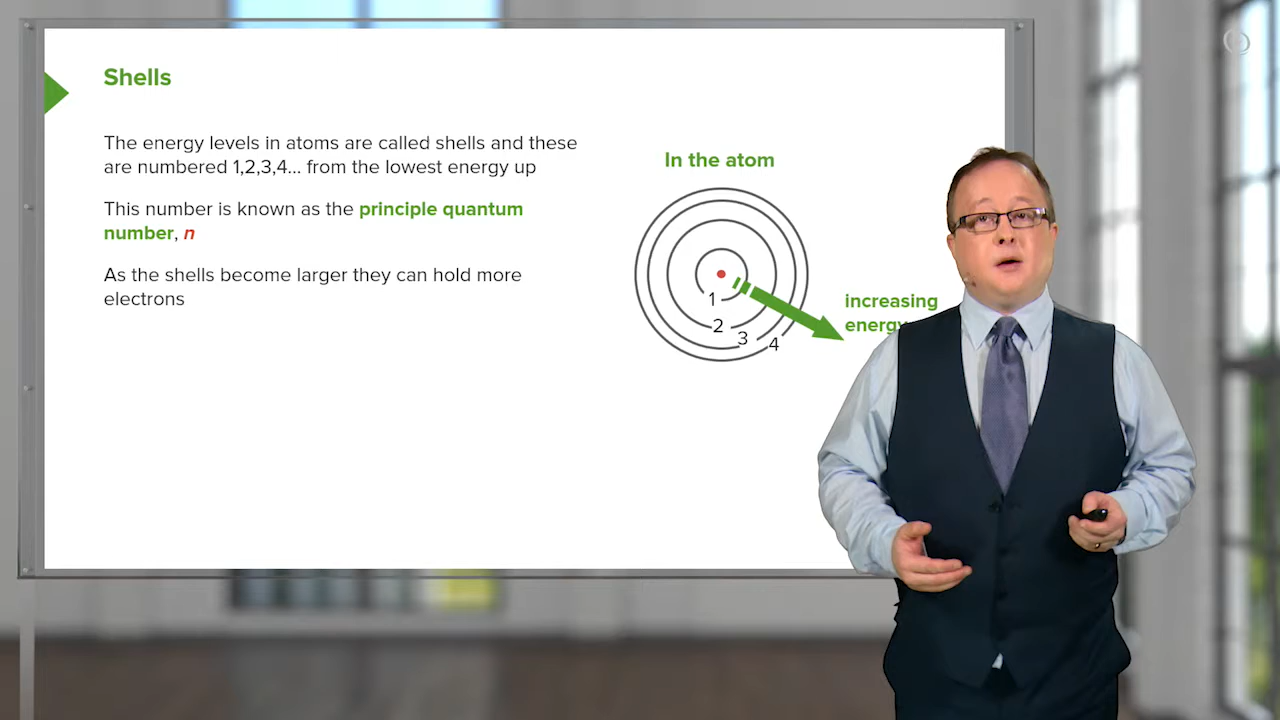 Shells
The energy levels in atoms are called shells and these
are numbered 1,2,3,4... from the lowest energy up
This number is known as the principle quantum
number, n
As the shells become larger they can hold more
electrons
In the atom
1
2
3
4
increasing
energy